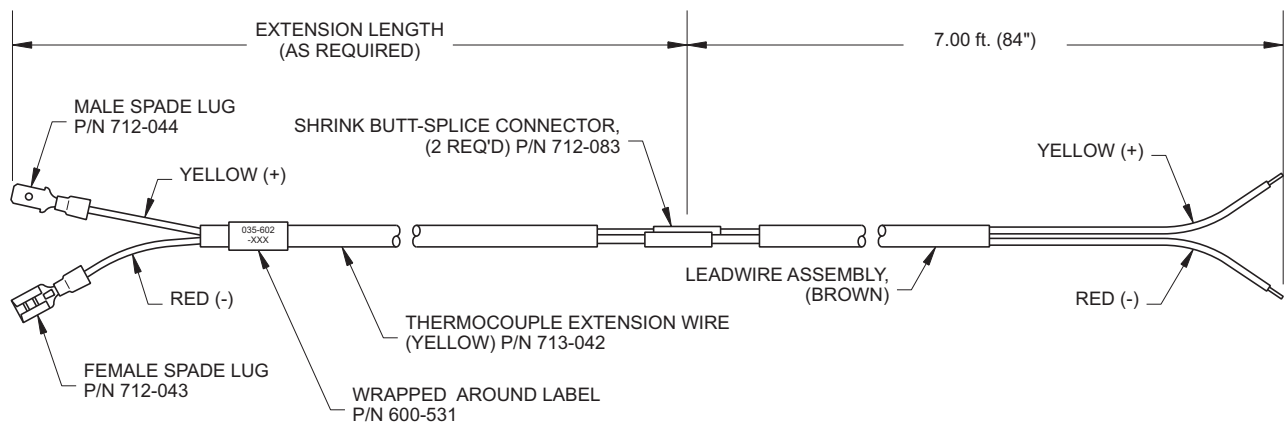 EXTENSION LENGTH
(AS REQUIRED)
7.00 ft. (84")
MALE SPADE LUG
P/N 712-044
SHRINK BUTT-SPLICE CONNECTOR,
(2 REQ'D) P/N 712-083
YELLOW (+)
YELLOW (+)
035-602
-XXX
LEADWIRE ASSEMBLY,
(BROWN)
RED (-)
RED (-)
THERMOCOUPLE EXTENSION WIRE
(YELLOW) P/N 713-042
FEMALE SPADE LUG
P/N 712-043
WRAPPED AROUND LABEL
P/N 600-531